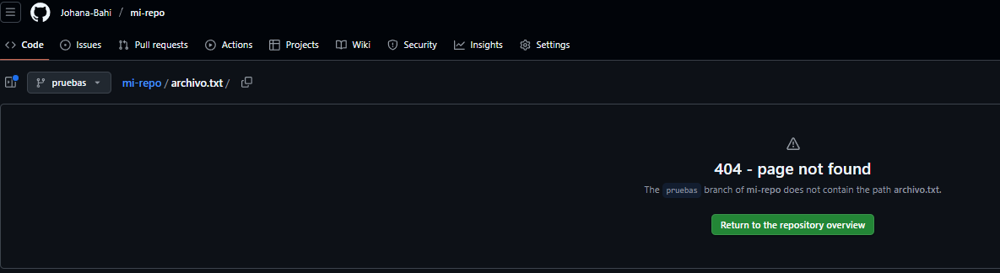 Johana-Bahi / mi-repo
Code Issues Pull requests Actions Projects Wiki Security Insights Settings
pruebas mi-repo / archivo.txt /
404 - page not found
The pruebas branch of mi-repo does not contain the path archivo.txt.
Return to the repository overview